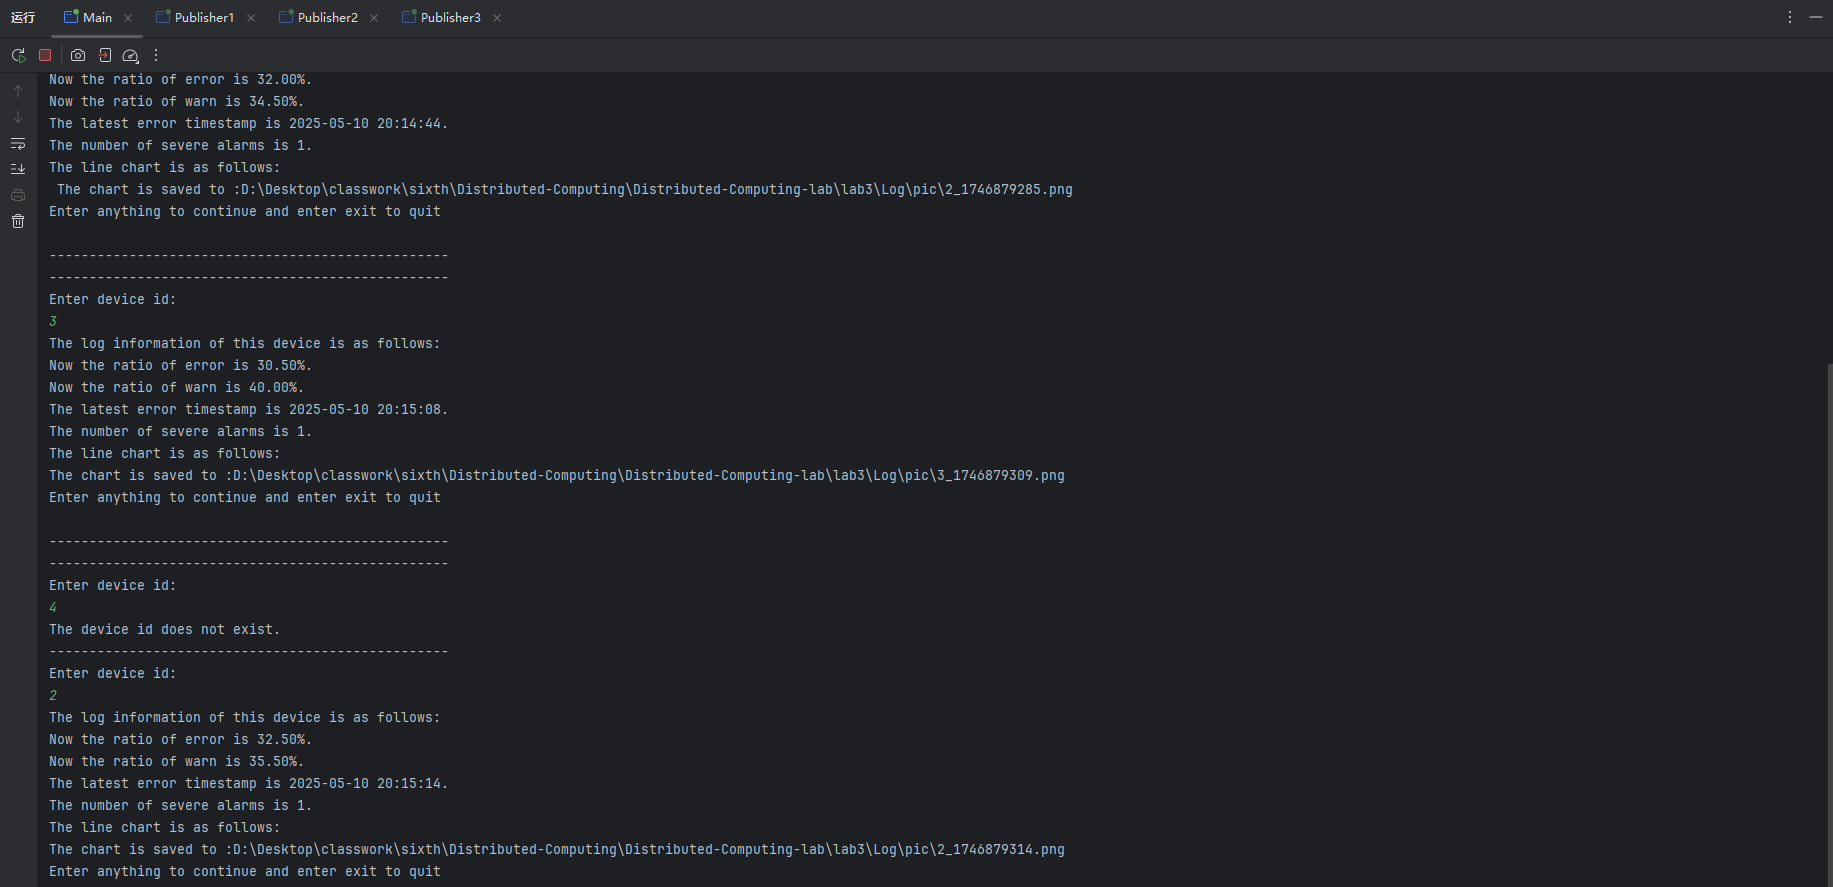 运行 Main Publisher1 Publisher2 Publisher3
Now the ratio of error is 32.00%.
Now the ratio of warn is 34.50%.
The latest error timestamp is 2025-05-10 20:14:44.
The number of severe alarms is 1.
The line chart is as follows:
 The chart is saved to :D:\Desktop\classwork\sixth\Distributed-Computing\Distributed-Computing-lab\lab3\Log\pic\2_1746879285.png
Enter anything to continue and enter exit to quit
--------------------------------------------------
--------------------------------------------------
Enter device id:
3
The log information of this device is as follows:
Now the ratio of error is 30.50%.
Now the ratio of warn is 40.00%.
The latest error timestamp is 2025-05-10 20:15:08.
The number of severe alarms is 1.
The line chart is as follows:
The chart is saved to :D:\Desktop\classwork\sixth\Distributed-Computing\Distributed-Computing-lab\lab3\Log\pic\3_1746879309.png
Enter anything to continue and enter exit to quit
--------------------------------------------------
--------------------------------------------------
Enter device id:
4
The device id does not exist.
--------------------------------------------------
Enter device id:
2
The log information of this device is as follows:
Now the ratio of error is 32.50%.
Now the ratio of warn is 35.50%.
The latest error timestamp is 2025-05-10 20:15:14.
The number of severe alarms is 1.
The line chart is as follows:
The chart is saved to :D:\Desktop\classwork\sixth\Distributed-Computing\Distributed-Computing-lab\lab3\Log\pic\2_1746879314.png
Enter anything to continue and enter exit to quit